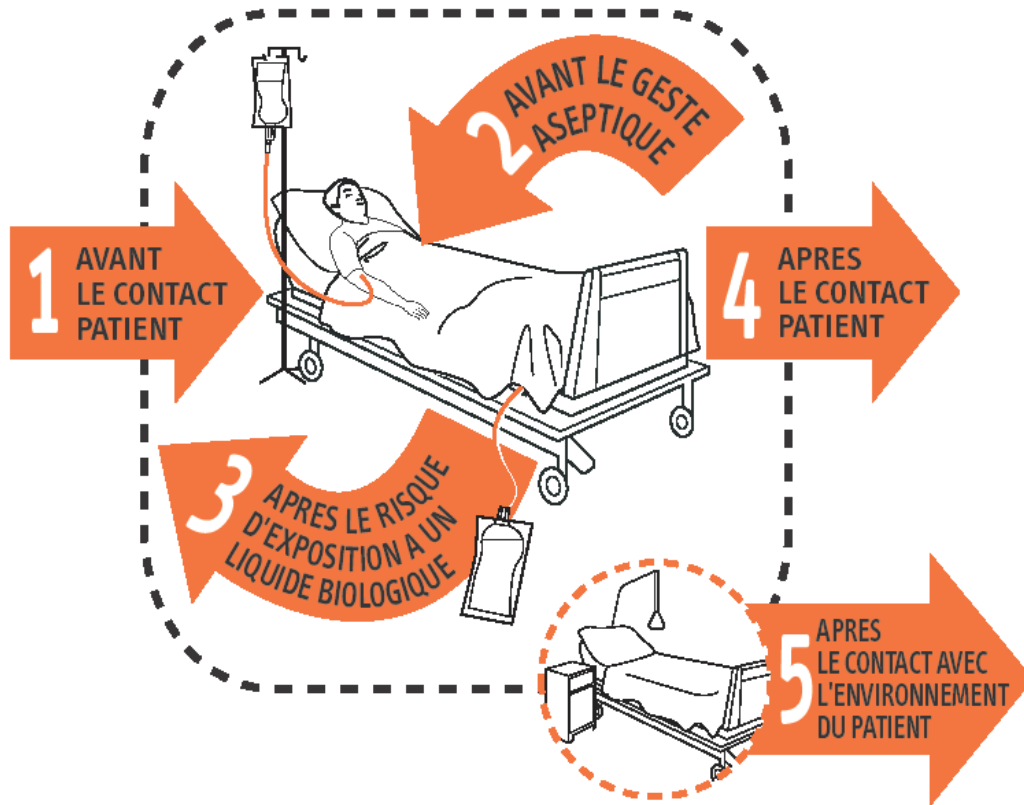 1
AVANT
LE CONTACT
PATIENT
2
AVANT LE GESTE
ASEPTIQUE
3
APRES LE RISQUE
D'EXPOSITION A UN
LIQUIDE BIOLOGIQUE
4
APRES
LE CONTACT
PATIENT
5
APRES
LE CONTACT AVEC
L'ENVIRONNEMENT
DU PATIENT